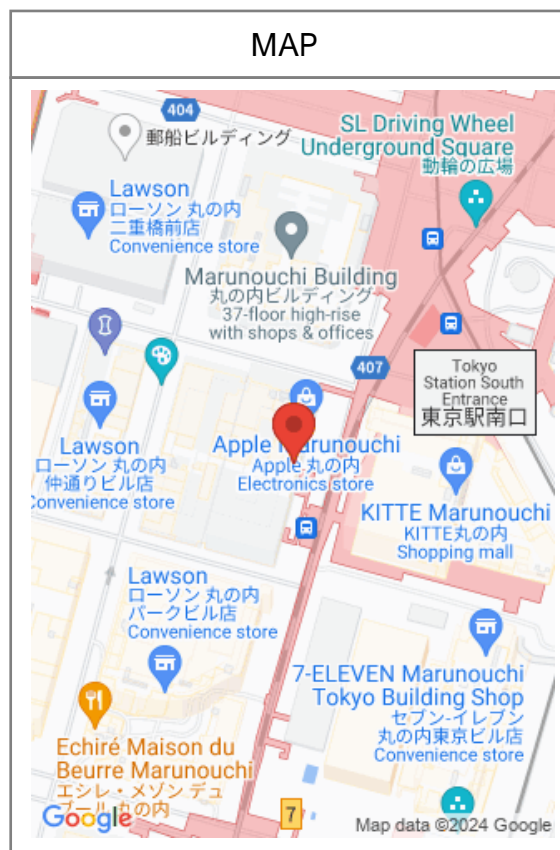 MAP
404
郵船ビルディング
SL Driving Wheel
Underground Square
動輪の広場
Lawson
ローソン 丸の内
二重橋前店
Convenience store
Marunouchi Building
丸の内ビルディング
37-floor high-rise
with shops & offices
407
Tokyo
Station South
Entrance
東京駅南口
Lawson
ローソン 丸の内
仲通りビル店
Convenience store
Apple Marunouchi
Apple 丸の内
Electronics store
KITTE Marunouchi
KITTE丸の内
Shopping mall
Lawson
ローソン 丸の内
パークビル店
Convenience store
7-ELEVEN Marunouchi
Tokyo Building Shop
セブン-イレブン
丸の内東京ビル店
Convenience store
Echiré Maison du
Beurre Marunouchi
エシレ・メゾン デュ
ブール 丸の内
7
Google
Map data ©2024 Google